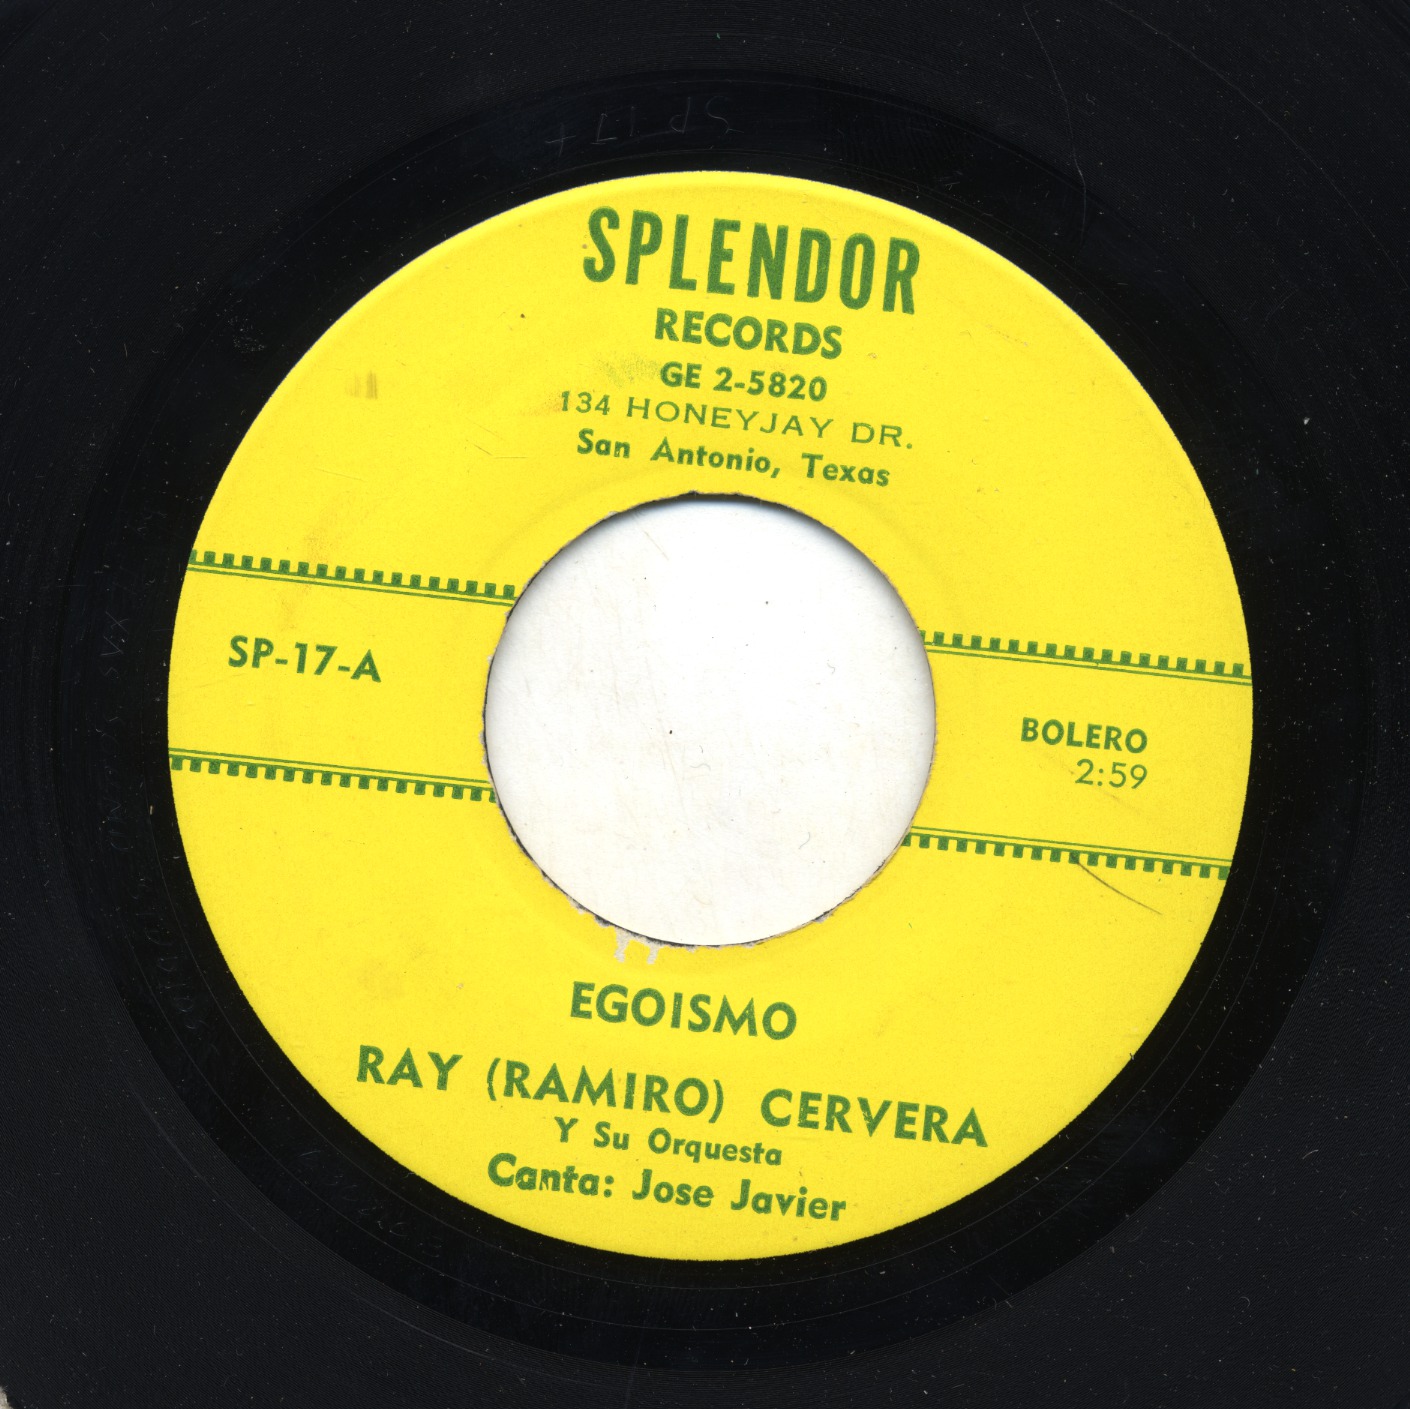 SPLENDOR
RECORDS
GE 2-5820
134 HONEYJAY DR.
San Antonio, Texas
SP-17-A
BOLERO
2:59
EGOISMO
RAY (RAMIRO) CERVERA
Y Su Orquesta
Canta: Jose Javier